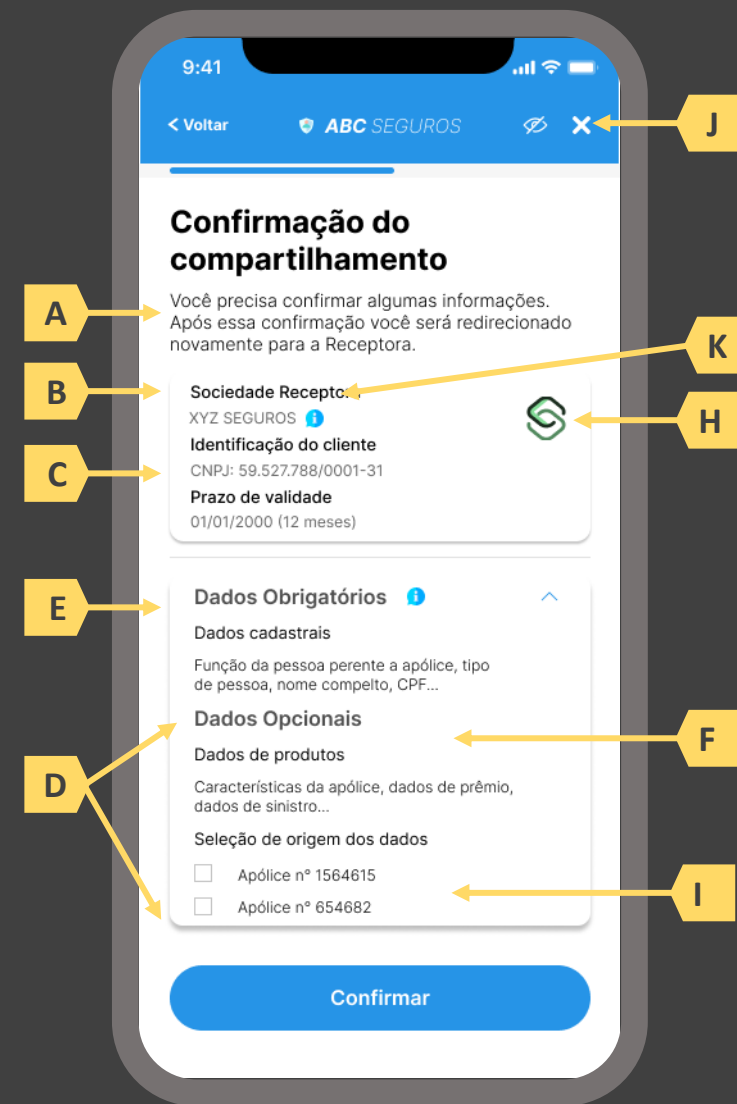 9:41
< Voltar
ABC SEGUROS
J
Confirmação do
compartilhamento
A
Você precisa confirmar algumas informações.
Após essa confirmação você será redirecionado
novamente para a Receptora.
K
B
Sociedade
XYZ SEGUROS
H
Identificação do cliente
C
CNPJ: 59.527.788/0001-31
Prazo de validade
01/01/2000 (12 meses)
E
Dados Obrigatórios
Dados cadastrais
Função da pessoa perente a apólice, tipo
de pessoa, nome compelto, CPF...
Dados Opcionais
F
Dados de produtos
D
Características da apólice, dados de prêmio,
dados de sinistro...
Seleção de origem dos dados
Apólice nº 1564615
I
Apólice nº 654682
Confirmar